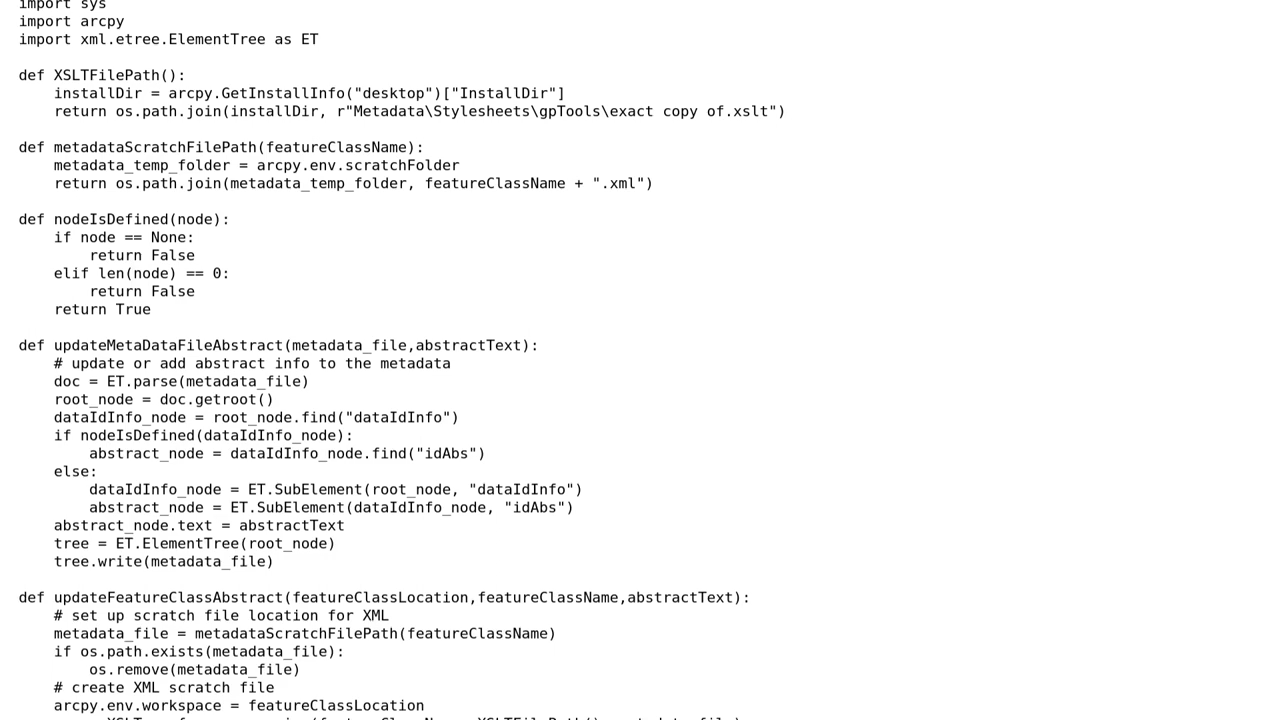 import sys
import arcpy
import xml.etree.ElementTree as ET

def XSLTFilePath():
    installDir = arcpy.GetInstallInfo("desktop")["InstallDir"]
    return os.path.join(installDir, r"Metadata\Stylesheets\gpTools\exact copy of.xslt")

def metadataScratchFilePath(featureClassName):
    metadata_temp_folder = arcpy.env.scratchFolder
    return os.path.join(metadata_temp_folder, featureClassName + ".xml")

def nodeIsDefined(node):
    if node == None:
        return False
    elif len(node) == 0:
        return False
    return True

def updateMetaDataFileAbstract(metadata_file,abstractText):
    # update or add abstract info to the metadata
    doc = ET.parse(metadata_file)
    root_node = doc.getroot()
    dataIdInfo_node = root_node.find("dataIdInfo")
    if nodeIsDefined(dataIdInfo_node):
        abstract_node = dataIdInfo_node.find("idAbs")
    else:
        dataIdInfo_node = ET.SubElement(root_node, "dataIdInfo")
        abstract_node = ET.SubElement(dataIdInfo_node, "idAbs")
    abstract_node.text = abstractText
    tree = ET.ElementTree(root_node)
    tree.write(metadata_file)

def updateFeatureClassAbstract(featureClassLocation,featureClassName,abstractText):
    # set up scratch file location for XML
    metadata_file = metadataScratchFilePath(featureClassName)
    if os.path.exists(metadata_file):
        os.remove(metadata_file)
    # create XML scratch file
    arcpy.env.workspace = featureClassLocation